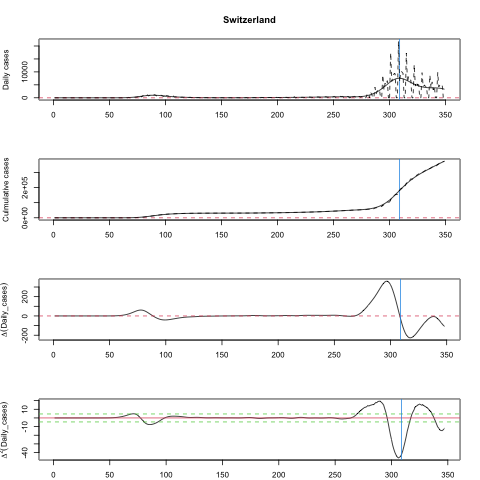 Switzerland
Daily cases
0 10000
0 50 100 150 200 250 300 350
Culmulative cases
0e+00 2e+05
0 50 100 150 200 250 300 350
Δ(Daily_cases)
-200 0 200
0 50 100 150 200 250 300 350
Δ²(Daily_cases)
-40 -10 10
0 50 100 150 200 250 300 350